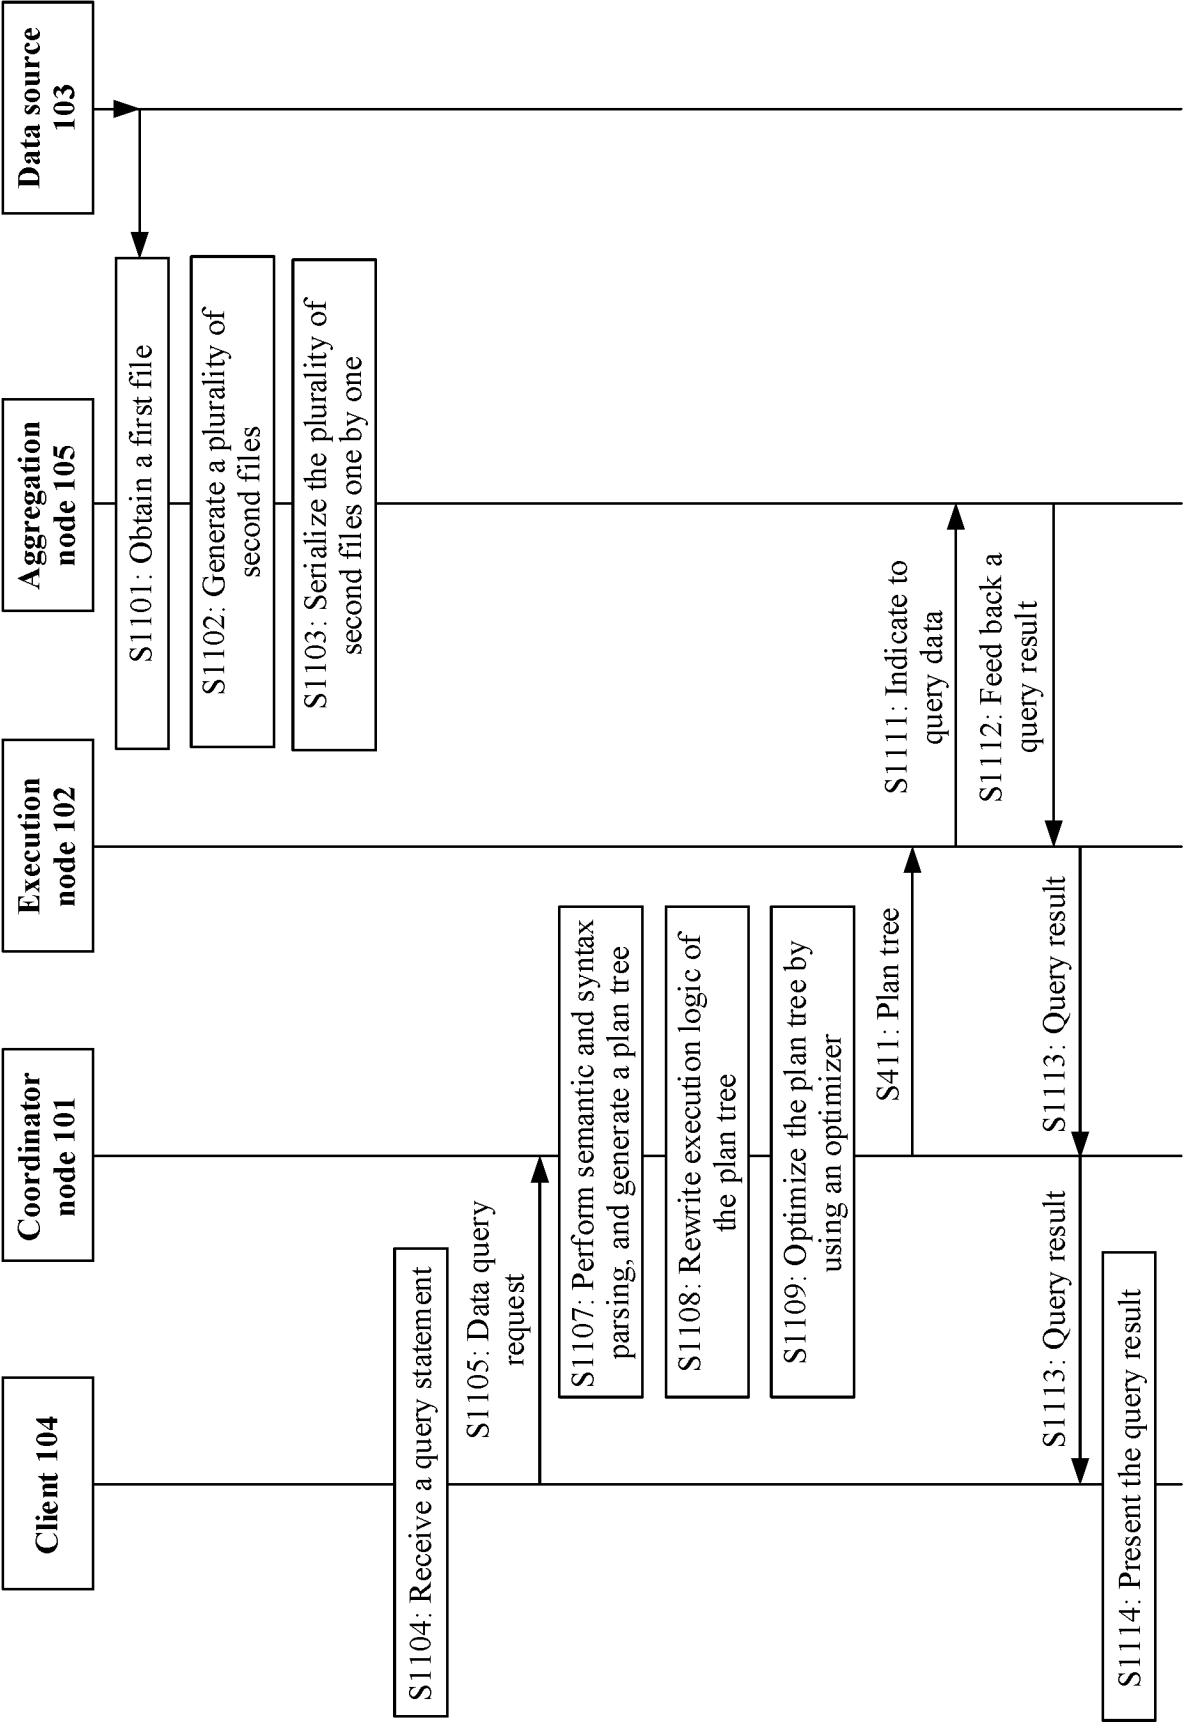 Client 104
Coordinator
node 101
Execution
node 102
Aggregation
node 105
Data source
103
S1101: Obtain a first file
S1102: Generate a plurality of
second files
S1103: Serialize the plurality of
second files one by one
S1104: Receive a query statement
S1105: Data query
request
S1107: Perform semantic and syntax
parsing, and generate a plan tree
S1108: Rewrite execution logic of
the plan tree
S1109: Optimize the plan tree by
using an optimizer
S411: Plan tree
S1111: Indicate to
query data
S1112: Feed back a
query result
S1113: Query result
S1113: Query result
S1114: Present the query result